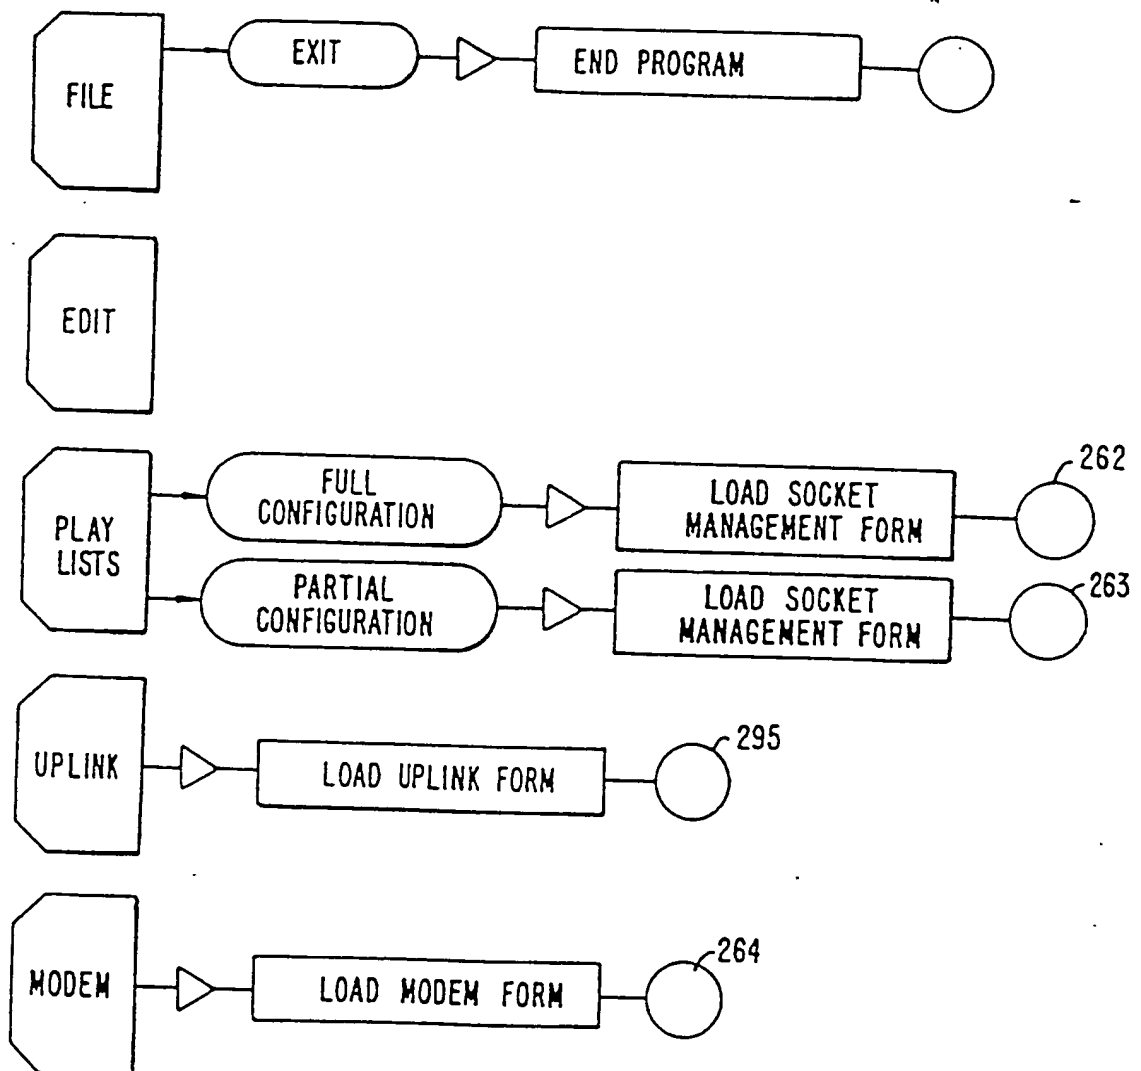 FILE
EXIT
END PROGRAM
EDIT
PLAY
LISTS
FULL
CONFIGURATION
LOAD SOCKET
MANAGEMENT FORM
262
PARTIAL
CONFIGURATION
LOAD SOCKET
MANAGEMENT FORM
263
UPLINK
LOAD UPLINK FORM
295
MODEM
LOAD MODEM FORM
264